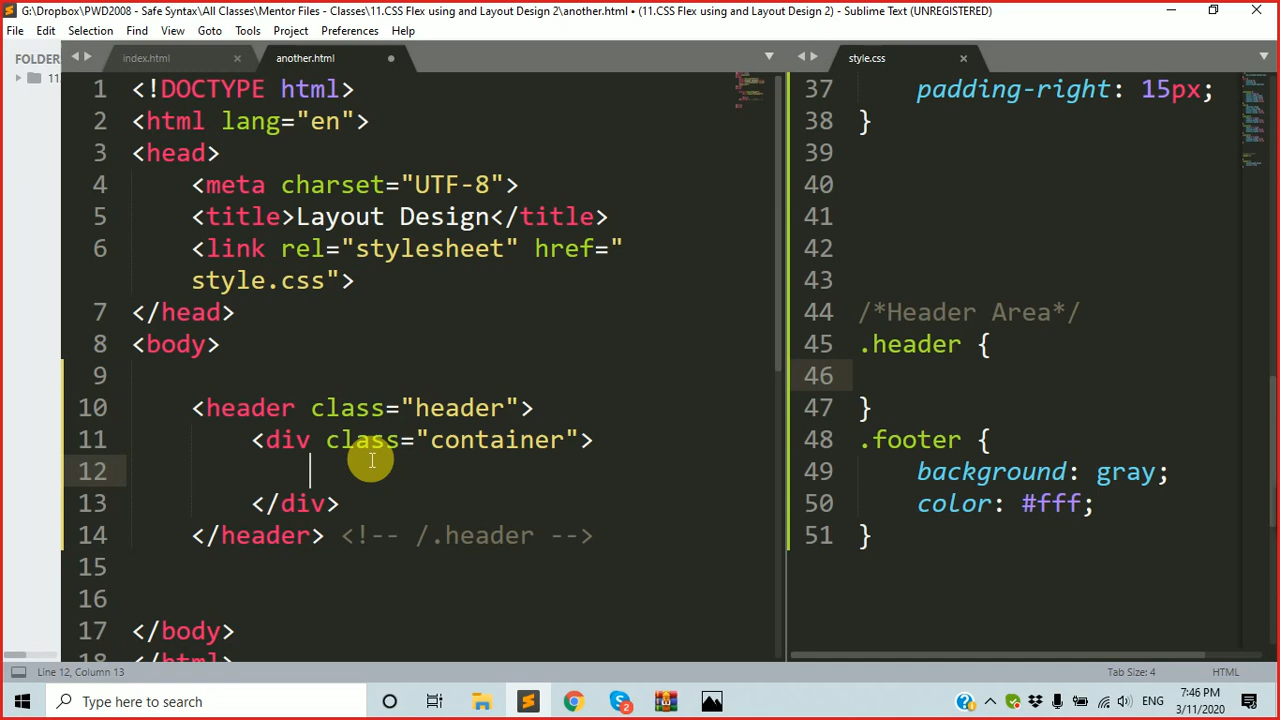 G:\Dropbox\PWD2008 - Safe Syntax\All Classes\Mentor Files - Classes\11.CSS Flex using and Layout Design 2\another.html • (11.CSS Flex using and Layout Design 2) - Sublime Text (UNREGISTERED)
File Edit Selection Find View Goto Tools Project Preferences Help
FOLDERS
11
index.html
another.html
1 <!DOCTYPE html>
2 <html lang="en">
3 <head>
4 <meta charset="UTF-8">
5 <title>Layout Design</title>
6 <link rel="stylesheet" href="
style.css">
7 </head>
8 <body>
9
10 <header class="header">
11 <div class="container">
12
13 </div>
14 </header> <!-- /.header -->
15
16
17 </body>
18 </html>
style.css
37 padding-right: 15px;
38 }
39
40
41
42
43
44 /*Header Area*/
45 .header {
46
47 }
48 .footer {
49 background: gray;
50 color: #fff;
51 }
Line 12, Column 13
Tab Size: 4
HTML
Type here to search
2
ENG
7:46 PM
3/11/2020